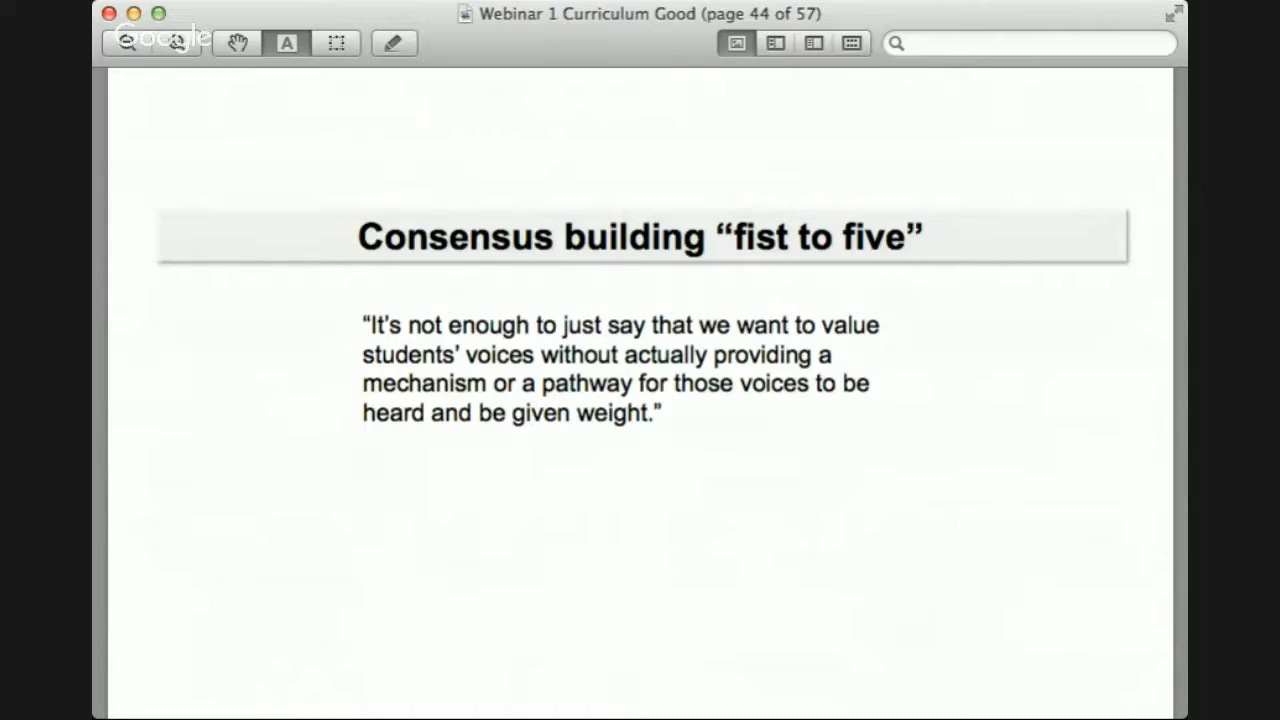 Webinar 1 Curriculum Good (page 44 of 57)
Google
A
Consensus building “fist to five”
“It’s not enough to just say that we want to value
students’ voices without actually providing a
mechanism or a pathway for those voices to be
heard and be given weight.”